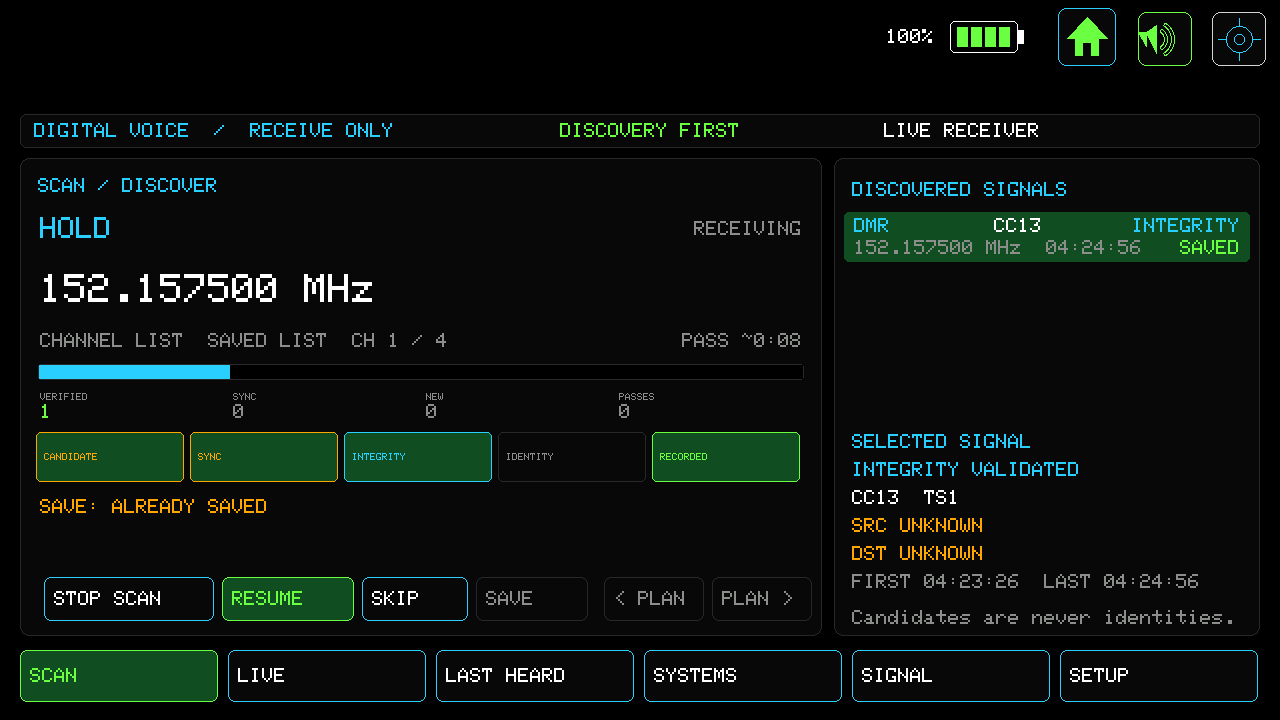 100%
DIGITAL VOICE / RECEIVE ONLY DISCOVERY FIRST LIVE RECEIVER
SCAN / DISCOVER
HOLD RECEIVING
152.157500 MHz
CHANNEL LIST SAVED LIST CH 1 / 4 PASS ~0:08
VERIFIED SYNC NEW PASSES
1 0 0 0
CANDIDATE SYNC INTEGRITY IDENTITY RECORDED
SAVE: ALREADY SAVED
STOP SCAN RESUME SKIP SAVE < PLAN PLAN >
DISCOVERED SIGNALS
DMR CC13 INTEGRITY
152.157500 MHz 04:24:56 SAVED
SELECTED SIGNAL
INTEGRITY VALIDATED
CC13 TS1
SRC UNKNOWN
DST UNKNOWN
FIRST 04:23:26 LAST 04:24:56
Candidates are never identities.
SCAN LIVE LAST HEARD SYSTEMS SIGNAL SETUP